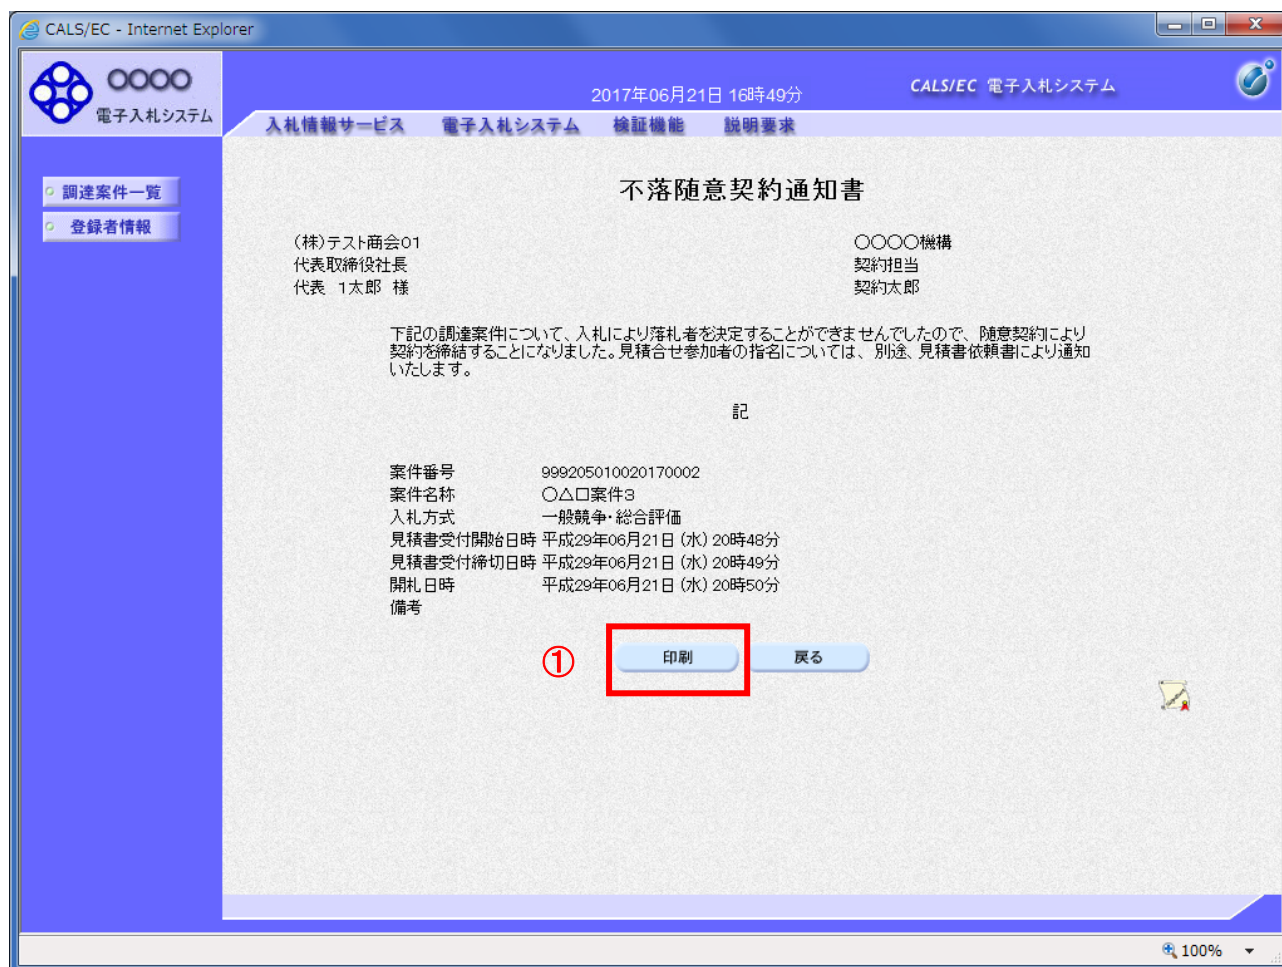 CALS/EC - Internet Explorer
○○○○
電子入札システム
2017年06月21日 16時49分
CALS/EC 電子入札システム
入札情報サービス 電子入札システム 検証機能 説明要求
調達案件一覧
登録者情報
不落随意契約通知書
(株)テスト商会01
代表取締役社長
代表 1太郎 様
○○○○機構
契約担当
契約太郎
下記の調達案件について、入札により落札者を決定することができませんでしたので、随意契約により
契約を締結することになりました。見積合せ参加者の指名については、別途、見積書依頼書により通知
いたします。
記
案件番号 999205010020170002
案件名称 ○△口案件3
入札方式 一般競争・総合評価
見積書受付開始日時 平成29年06月21日(水) 20時48分
見積書受付締切日時 平成29年06月21日(水) 20時49分
開札日時 平成29年06月21日(水) 20時50分
備考
① 印刷 戻る
100%